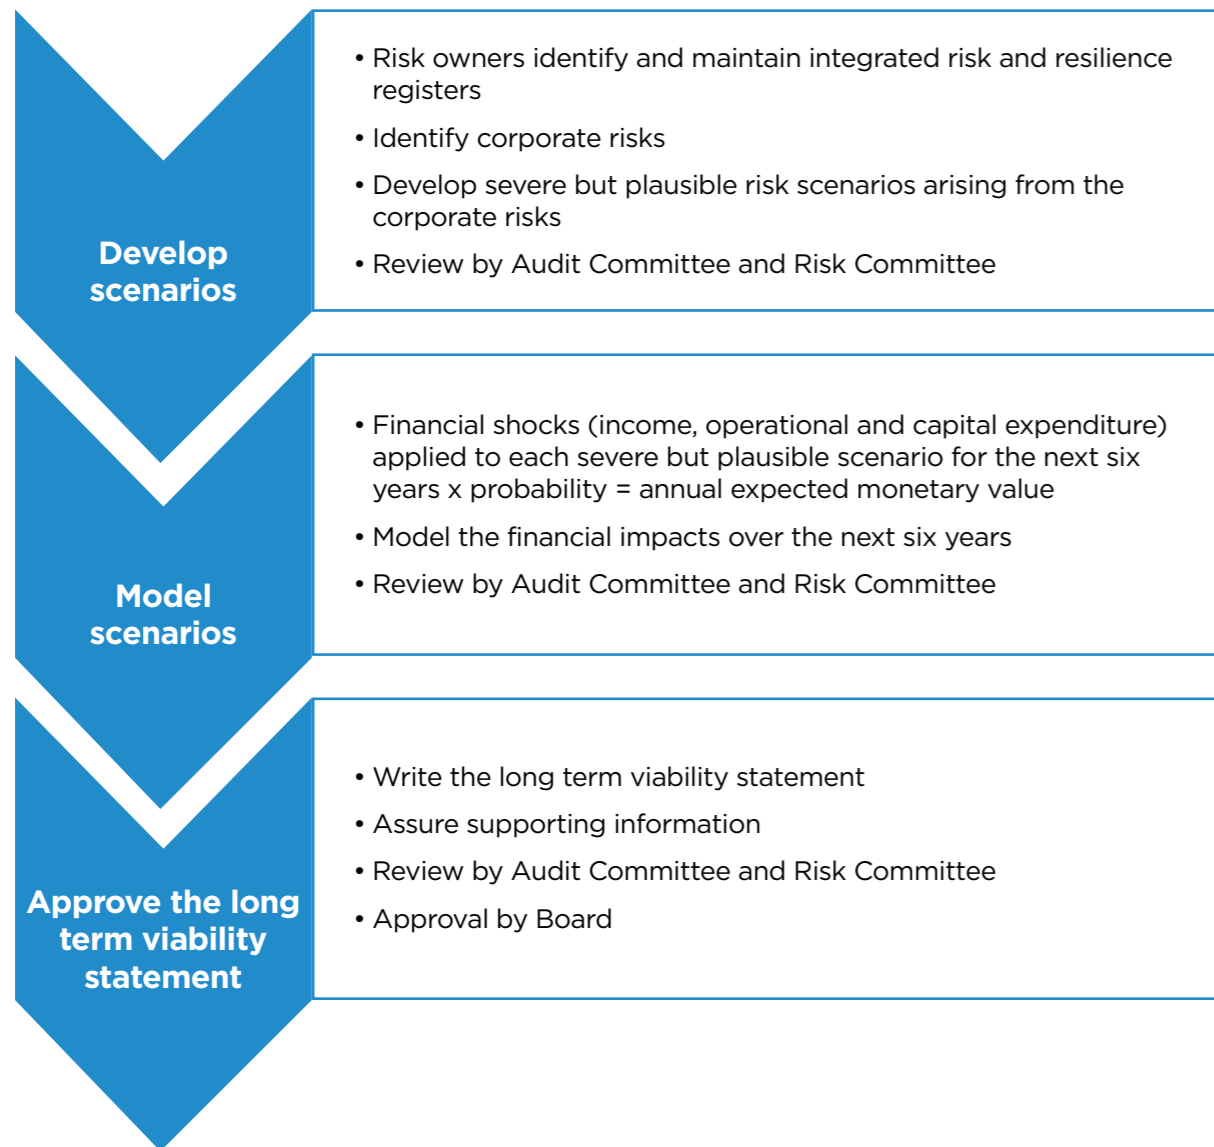 Develop
scenarios
• Risk owners identify and maintain integrated risk and resilience
registers
• Identify corporate risks
• Develop severe but plausible risk scenarios arising from the
corporate risks
• Review by Audit Committee and Risk Committee
Model
scenarios
• Financial shocks (income, operational and capital expenditure)
applied to each severe but plausible scenario for the next six
years x probability = annual expected monetary value
• Model the financial impacts over the next six years
• Review by Audit Committee and Risk Committee
Approve the long
term viability
statement
• Write the long term viability statement
• Assure supporting information
• Review by Audit Committee and Risk Committee
• Approval by Board